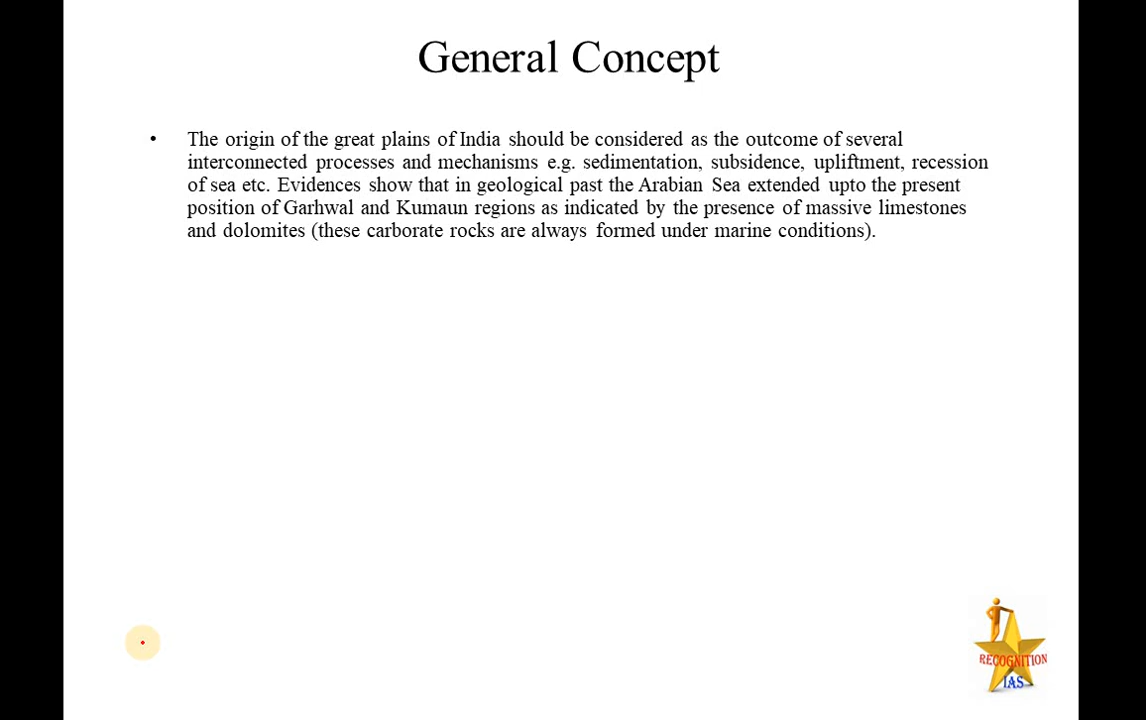 General Concept
• The origin of the great plains of India should be considered as the outcome of several
interconnected processes and mechanisms e.g. sedimentation, subsidence, upliftment, recession
of sea etc. Evidences show that in geological past the Arabian Sea extended upto the present
position of Garhwal and Kumaun regions as indicated by the presence of massive limestones
and dolomites (these carborate rocks are always formed under marine conditions).
RECOGNITION
IAS